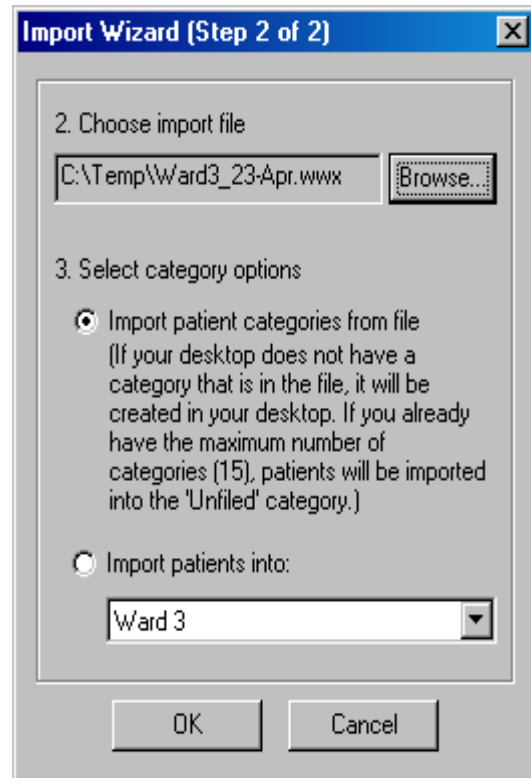 Import Wizard (Step 2 of 2)
2. Choose import file
C:\Temp\Ward3_23-Apr.wwx
Browse...
3. Select category options
Import patient categories from file
(If your desktop does not have a
category that is in the file, it will be
created in your desktop. If you already
have the maximum number of
categories (15), patients will be imported
into the 'Unfiled' category.)
Import patients into:
Ward 3
OK
Cancel